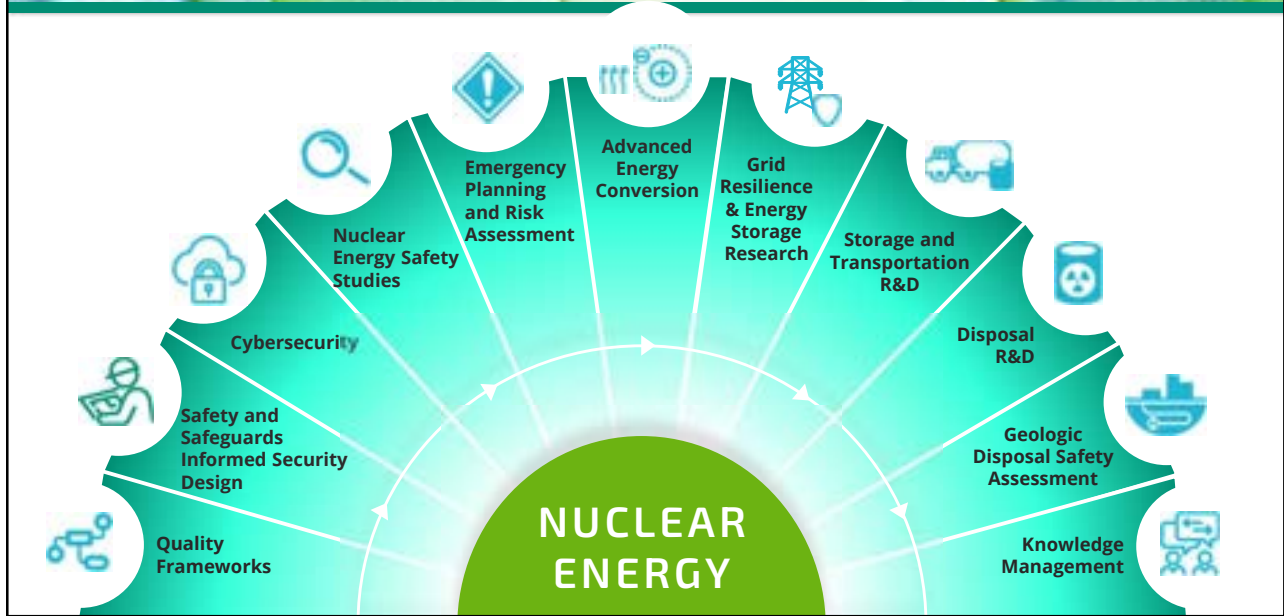 Quality
Frameworks
Safety and
Safeguards
Informed Security
Design
Cybersecurity
Nuclear
Energy Safety
Studies
Emergency
Planning
and Risk
Assessment
Advanced
Energy
Conversion
Grid
Resilience
& Energy
Storage
Research
Storage and
Transportation
R&D
Disposal
R&D
Geologic
Disposal Safety
Assessment
Knowledge
Management
NUCLEAR
ENERGY